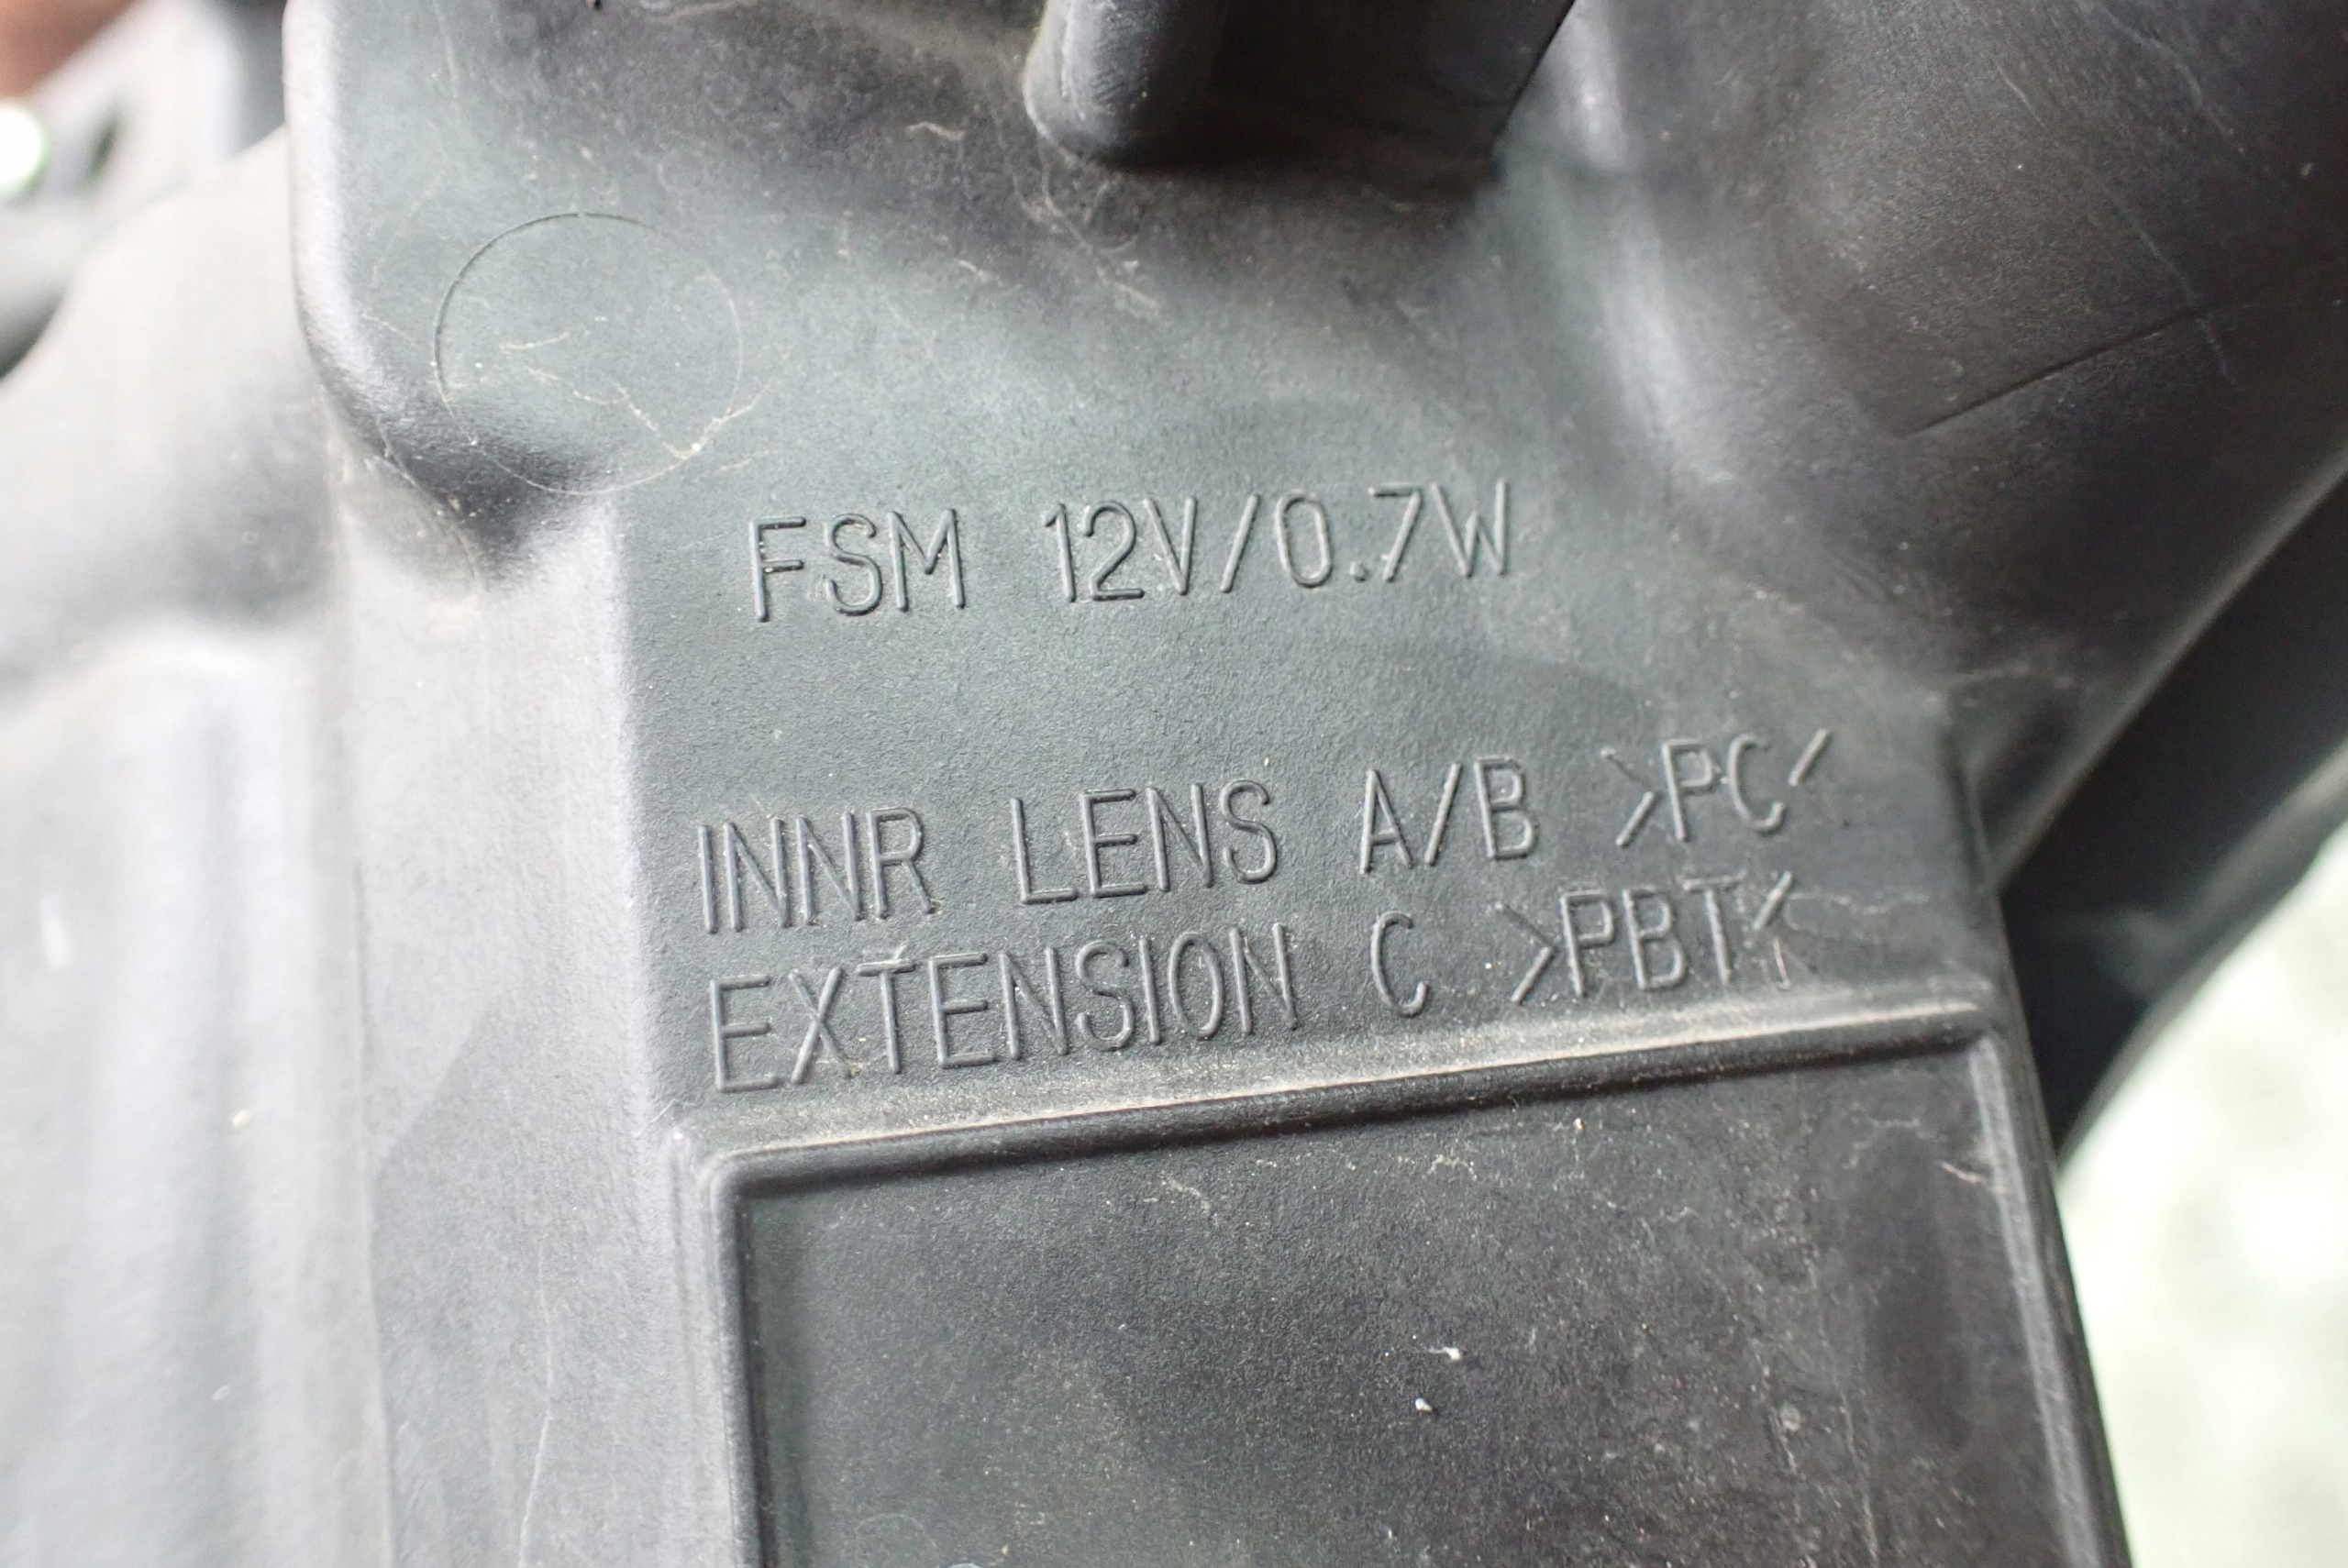 FSM 12V/0.7W
INNR LENS A/B >PC<
EXTENSION C >PBT<